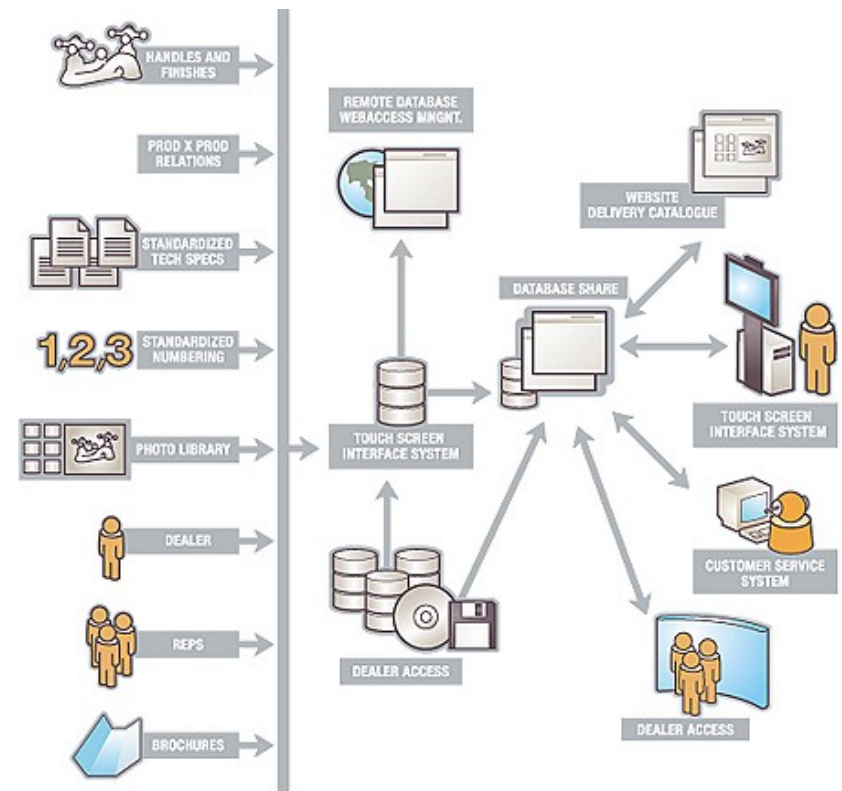 HANDLES AND
FINISHES
PROD X PROD
RELATIONS
STANDARDIZED
TECH SPECS
1,2,3
STANDARDIZED
NUMBERING
PHOTO LIBRARY
DEALER
REPS
BROCHURES
REMOTE DATABASE
WEBACCESS MNGNT.
TOUCH SCREEN
INTERFACE SYSTEM
DEALER ACCESS
DATABASE SHARE
WEBSITE
DELIVERY CATALOGUE
TOUCH SCREEN
INTERFACE SYSTEM
CUSTOMER SERVICE
SYSTEM
DEALER ACCESS